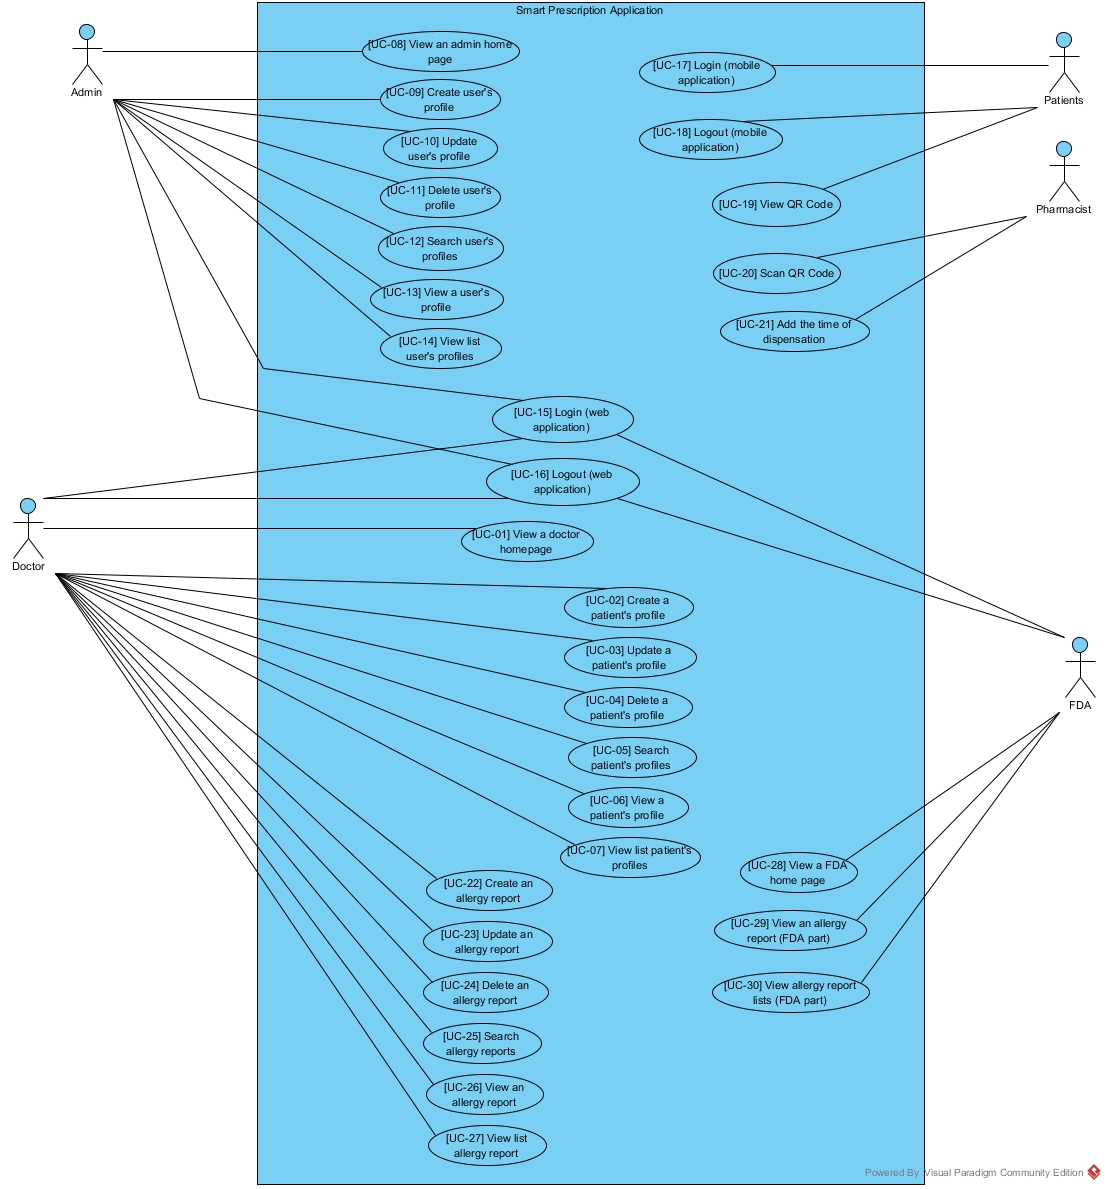 Smart Prescription Application
Admin
[UC-08] View an admin home
page
[UC-09] Create user's
profile
[UC-10] Update
user's profile
[UC-11] Delete user's
profile
[UC-12] Search user's
profiles
[UC-13] View a user's
profile
[UC-14] View list
user's profiles
[UC-17] Login (mobile
application)
[UC-18] Logout (mobile
application)
[UC-19] View QR Code
[UC-20] Scan QR Code
[UC-21] Add the time of
dispensation
Patients
Pharmacist
[UC-15] Login (web
application)
[UC-16] Logout (web
application)
[UC-01] View a doctor
homepage
Doctor
[UC-02] Create a
patient's profile
[UC-03] Update a
patient's profile
[UC-04] Delete a
patient's profile
[UC-05] Search
patient's profiles
[UC-06] View a
patient's profile
[UC-07] View list patient's
profiles
FDA
[UC-22] Create an
allergy report
[UC-23] Update an
allergy report
[UC-24] Delete an
allergy report
[UC-25] Search
allergy reports
[UC-26] View an
allergy report
[UC-27] View list
allergy report
[UC-28] View a FDA
home page
[UC-29] View an allergy
report (FDA part)
[UC-30] View allergy report
lists (FDA part)
Powered By Visual Paradigm Community Edition